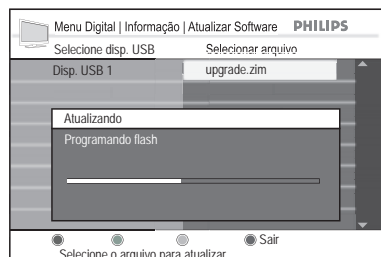 Menu Digital | Informação | Atualizar Software PHILIPS
Selecione disp. USB Selecionar arquivo
Disp. USB 1 upgrade.zim
Atualizando
Programando flash
Sair
Selecione o arquivo para atualizar